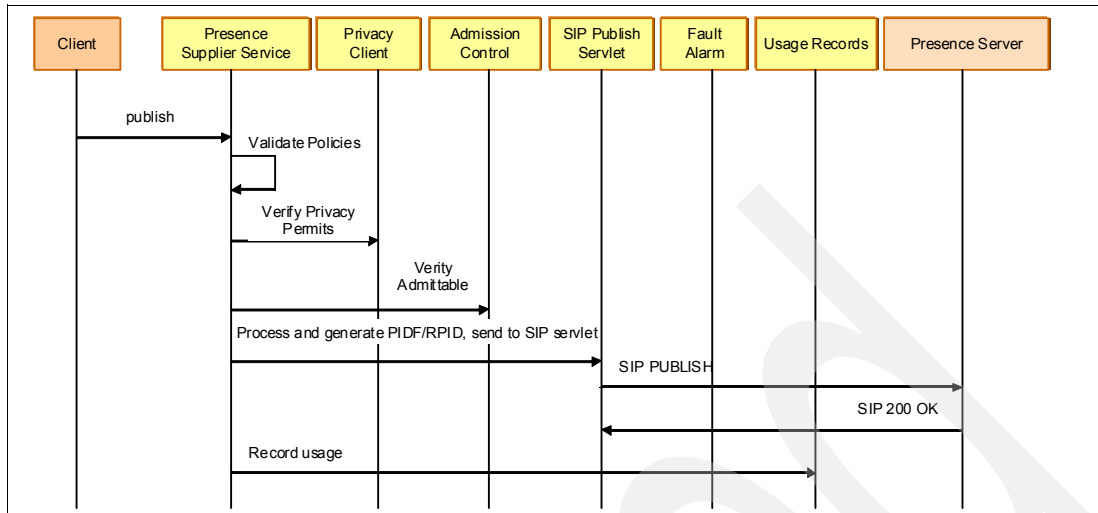 Client
Presence
Supplier Service
Privacy
Client
Admission
Control
SIP Publish
Servlet
Fault
Alarm
Usage Records
Presence Server
publish
Validate Policies
Verify Privacy
Permits
Verity
Admittable
Process and generate PIDF/RPID, send to SIP servlet
SIP PUBLISH
SIP 200 OK
Record usage